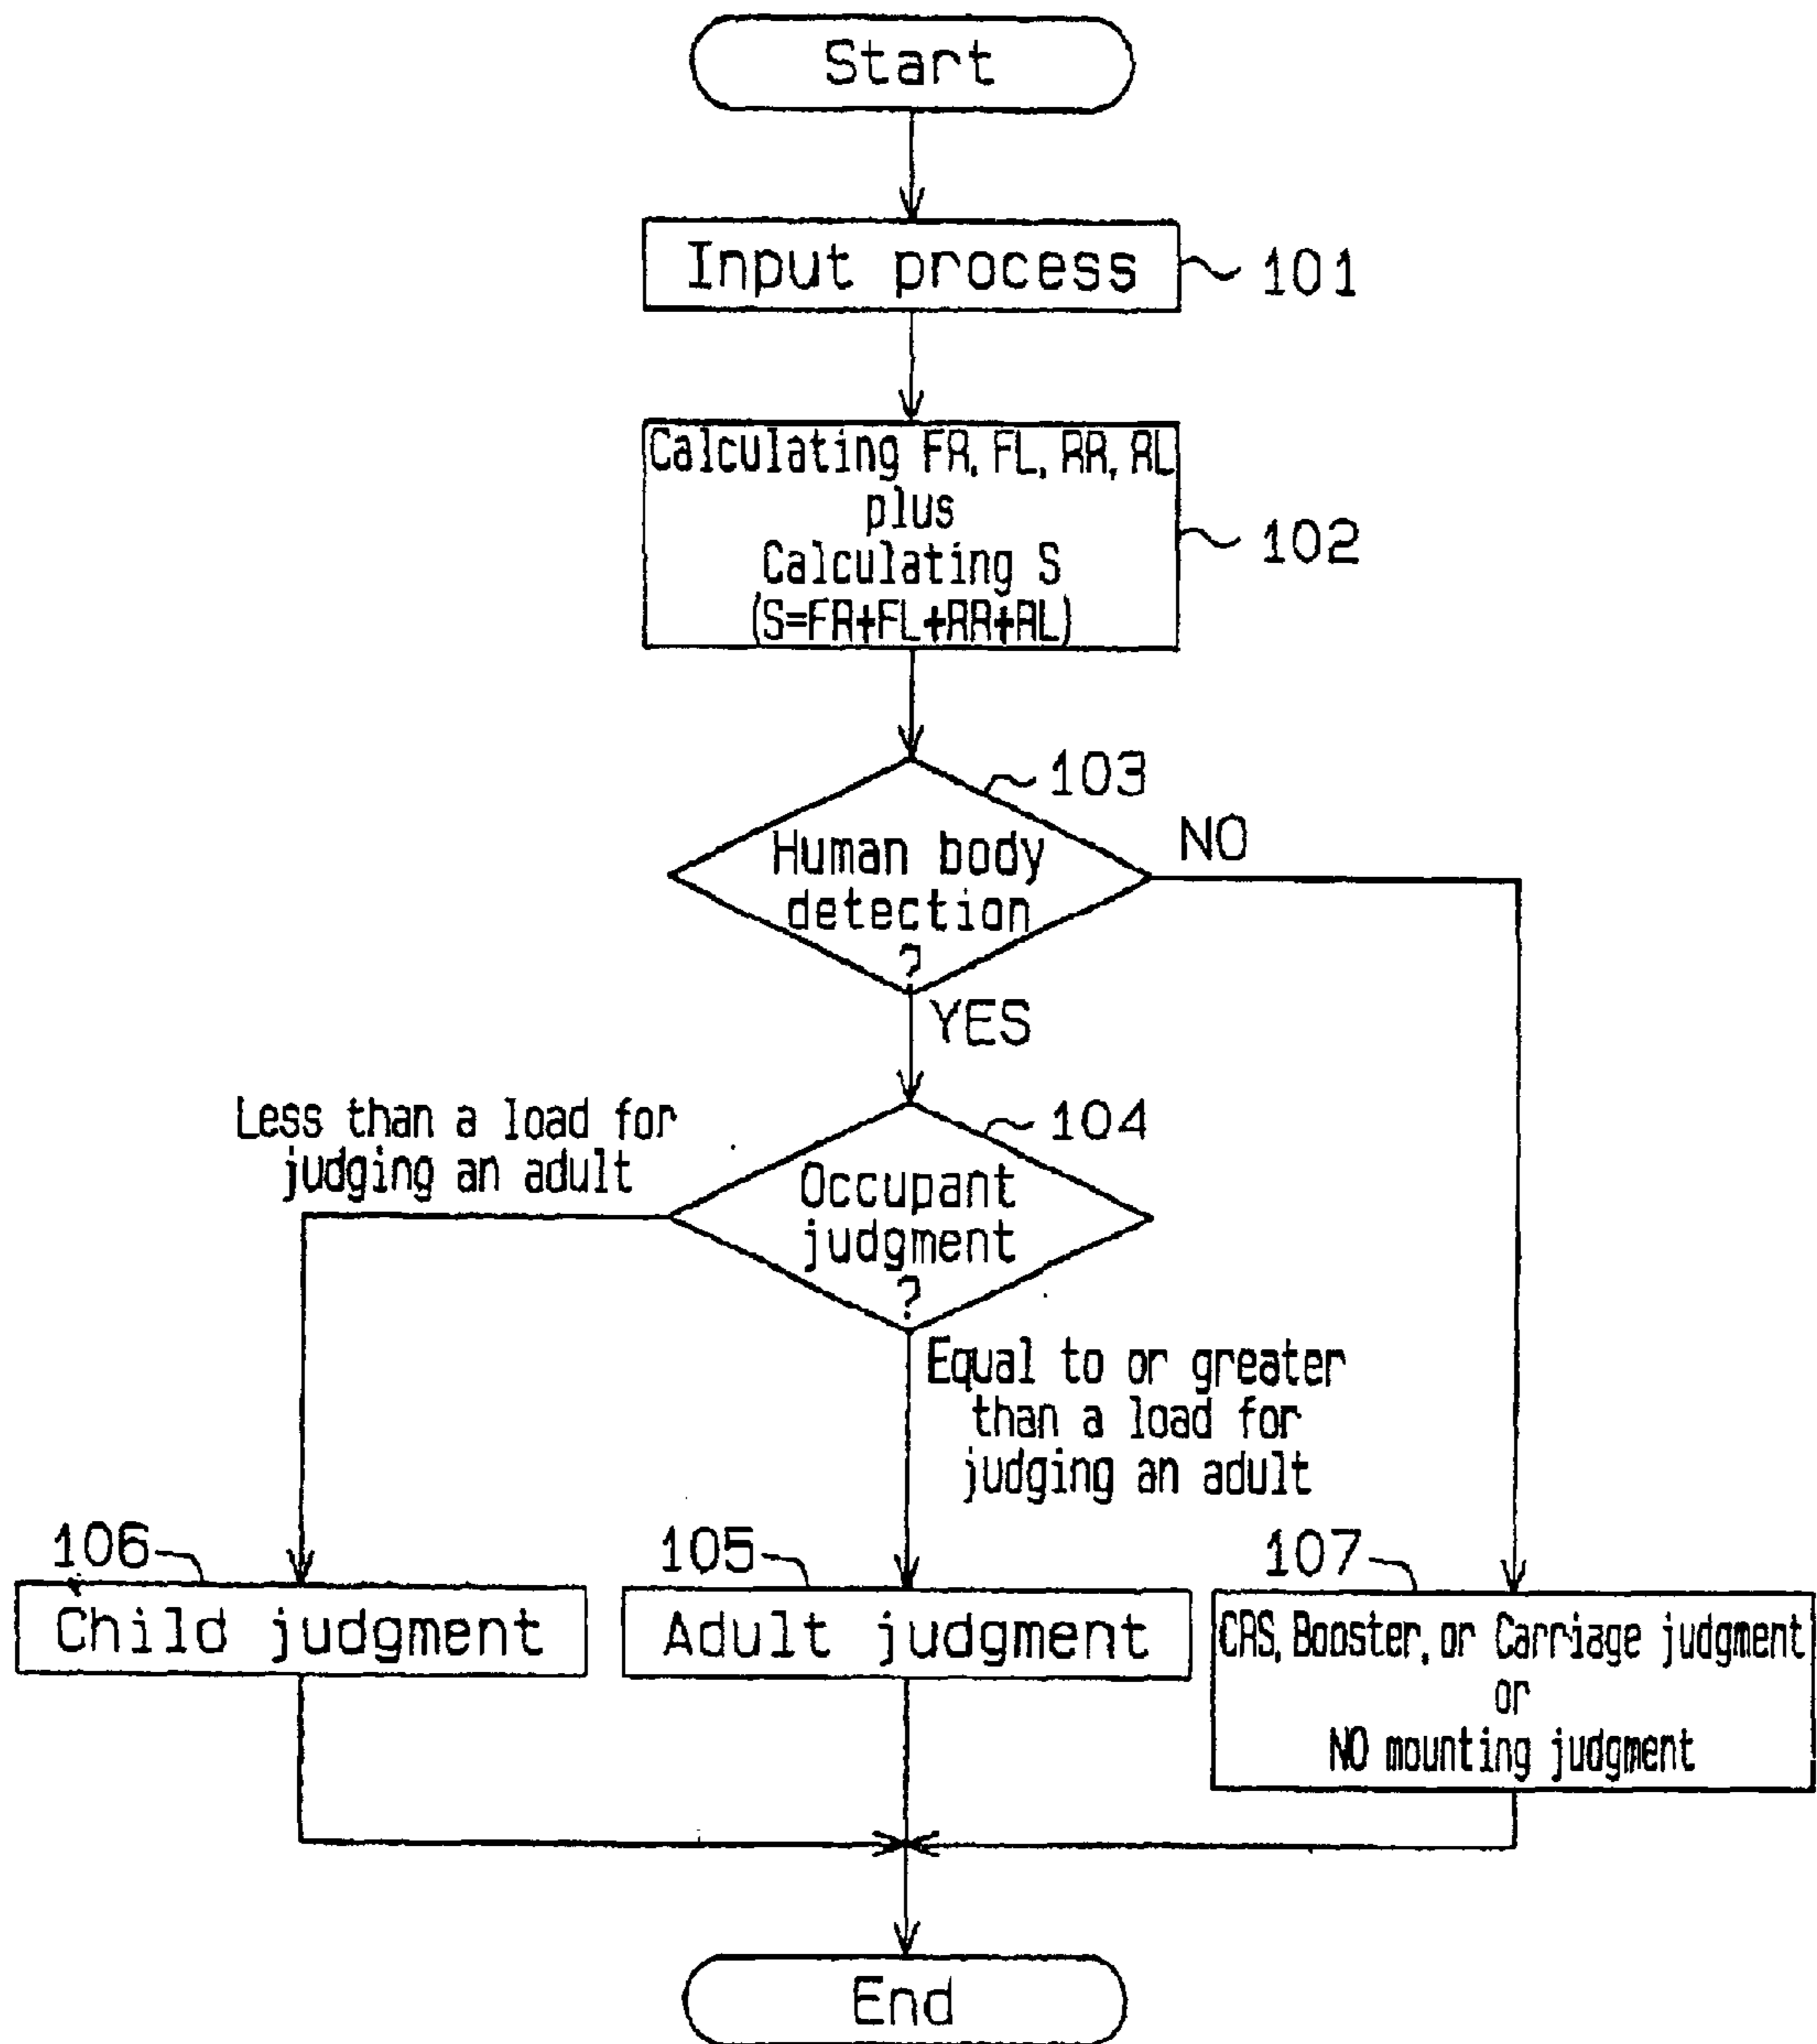 Start
Input process
101
Calculating FR, FL, RR, RL
plus
Calculating S
(S=FR+FL+RR+RL)
102
103
Human body
detection
?
NO
YES
Less than a load for
judging an adult
104
Occupant
judgment
?
Equal to or greater
than a load for
judging an adult
106
Child judgment
105
Adult judgment
107
CRS, Booster, or Carriage judgment
or
NO mounting judgment
End